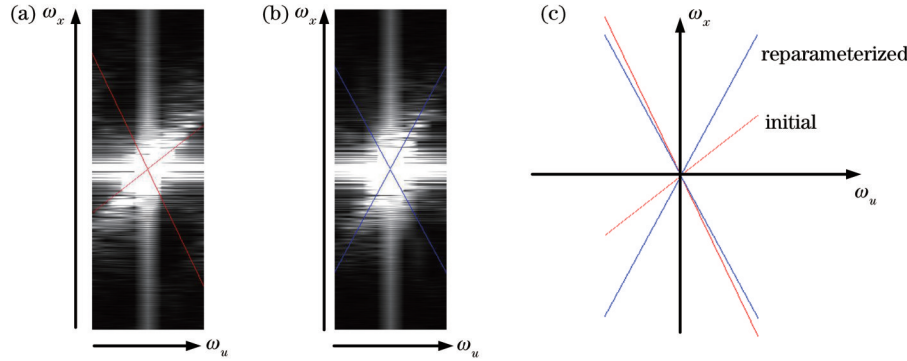 (a)
ω_x
ω_u
(b)
ω_x
ω_u
(c)
ω_x
reparameterized
initial
ω_u